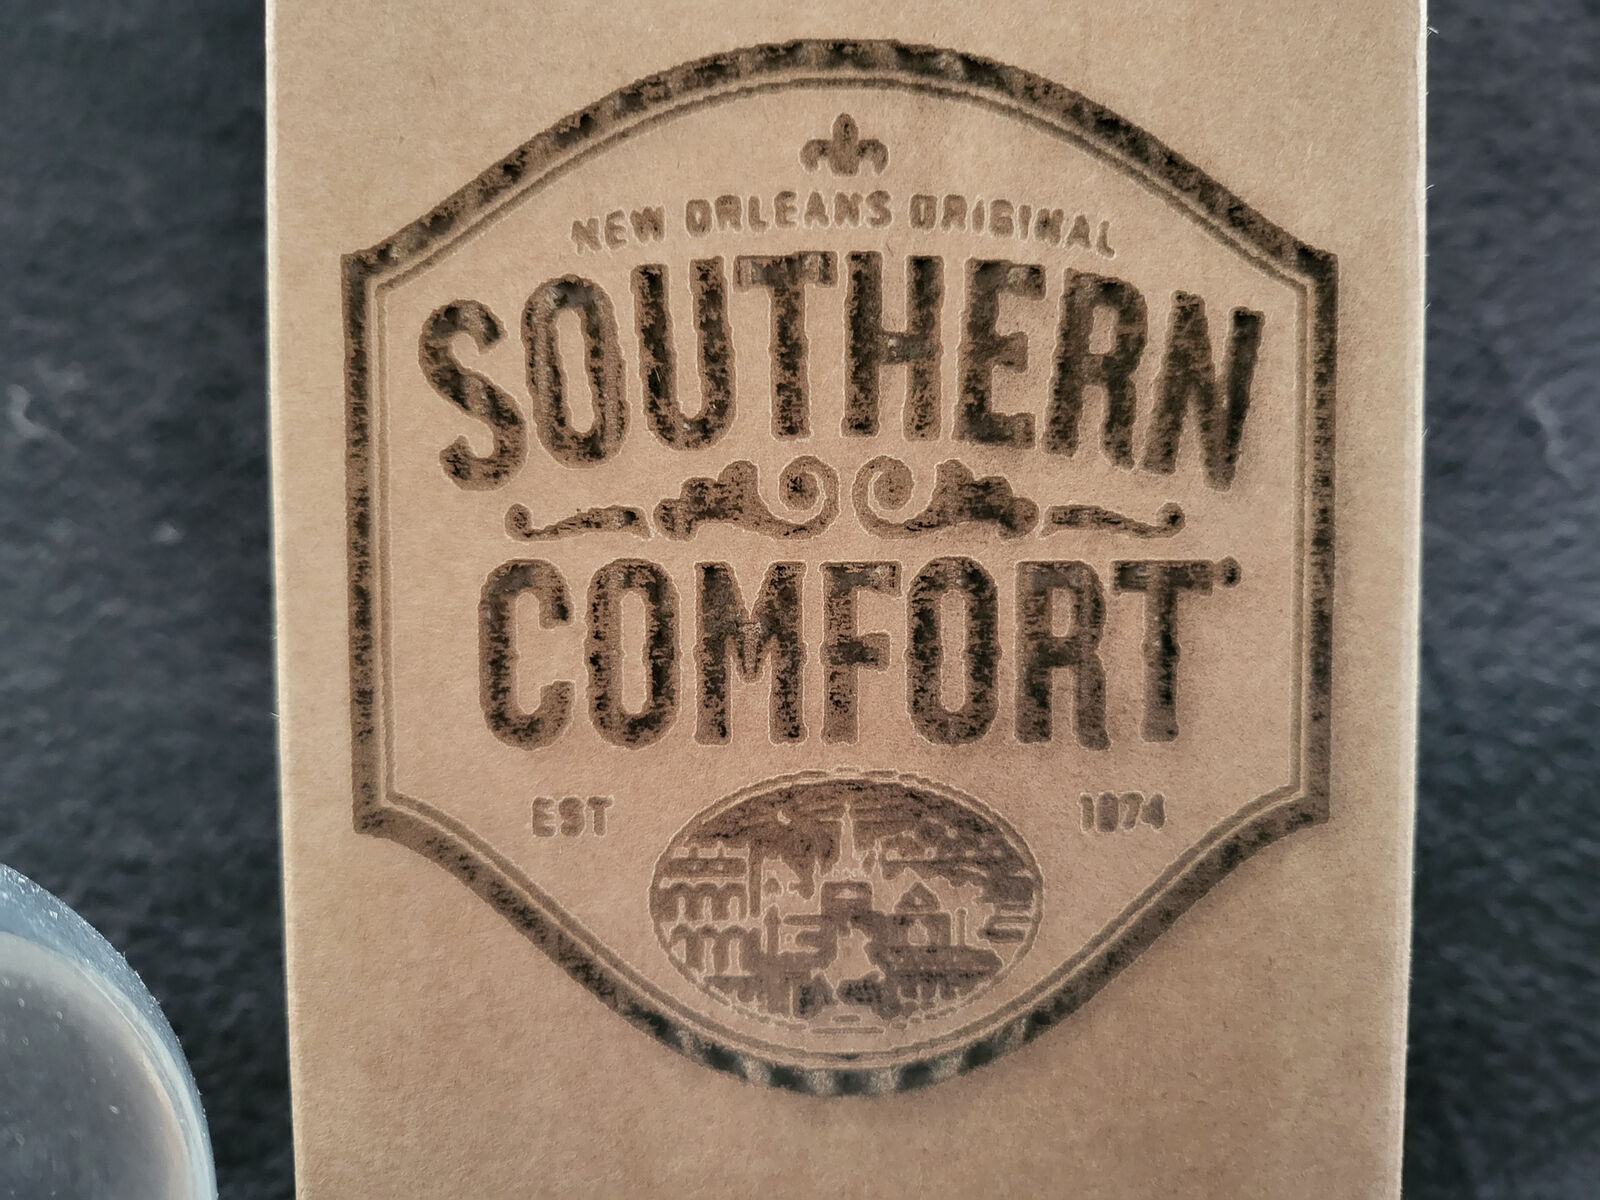 NEW ORLEANS ORIGINAL
SOUTHERN
COMFORT
EST 1874